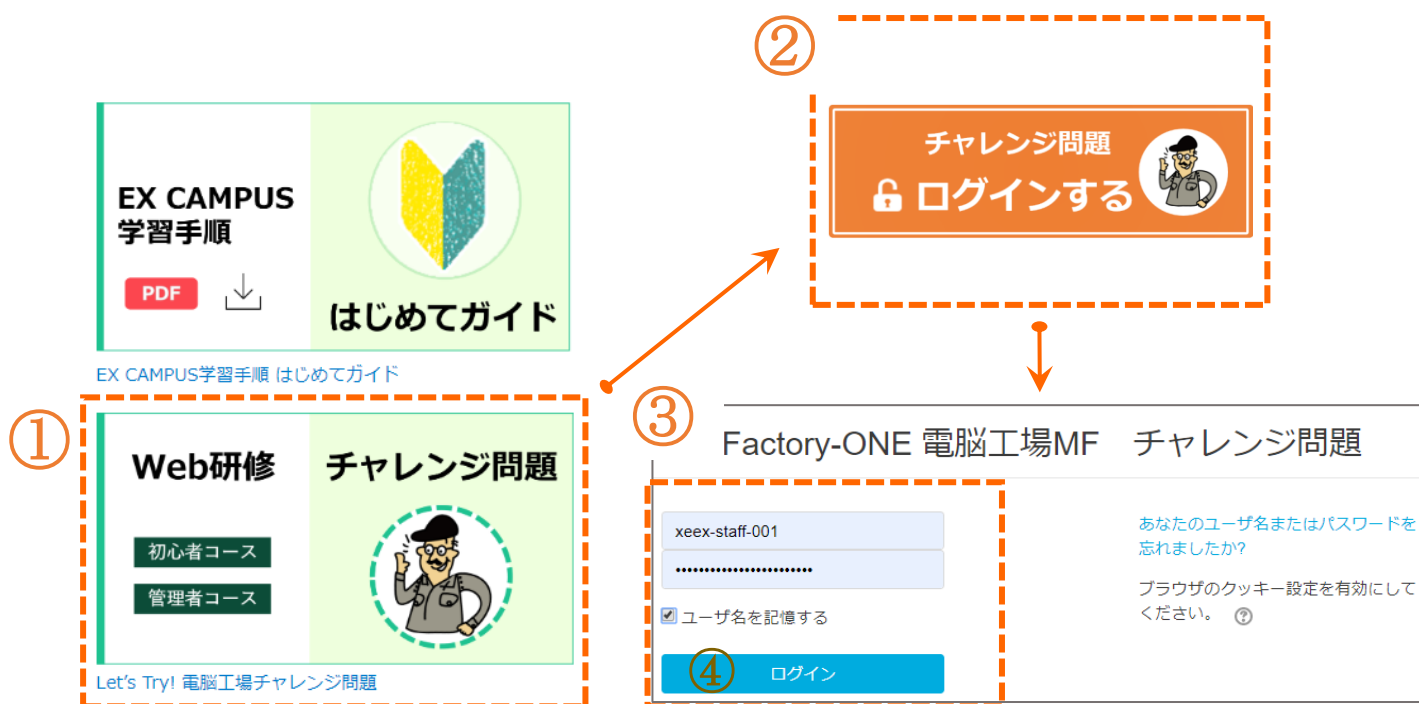 EX CAMPUS
学習手順
PDF
はじめてガイド
EX CAMPUS学習手順 はじめてガイド
①
Web研修
チャレンジ問題
初心者コース
管理者コース
Let's Try! 電脳工場チャレンジ問題
②
チャレンジ問題
ログインする
③
Factory-ONE 電脳工場MF　チャレンジ問題
xeex-staff-001
••••••••••••••••••••••••
ユーザ名を記憶する
④
ログイン
あなたのユーザ名またはパスワードを
忘れましたか?
ブラウザのクッキー設定を有効にして
ください。 ?